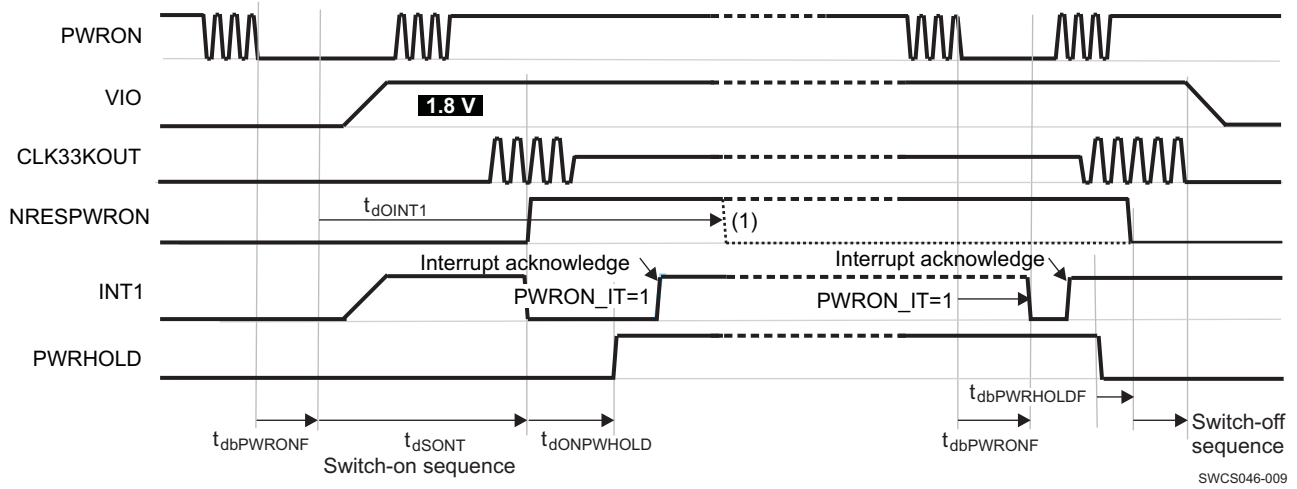 PWRON
VIO
1.8 V
CLK33KOUT
NRESPWRON
tdOINT1
(1)
Interrupt acknowledge
Interrupt acknowledge
INT1
PWRON_IT=1
PWRON_IT=1
PWRHOLD
tdbPWRHOLDF
tdbPWRONF
tdSONT
tdONPWHOLD
tdbPWRONF
Switch-off
sequence
Switch-on sequence
SWCS046-009